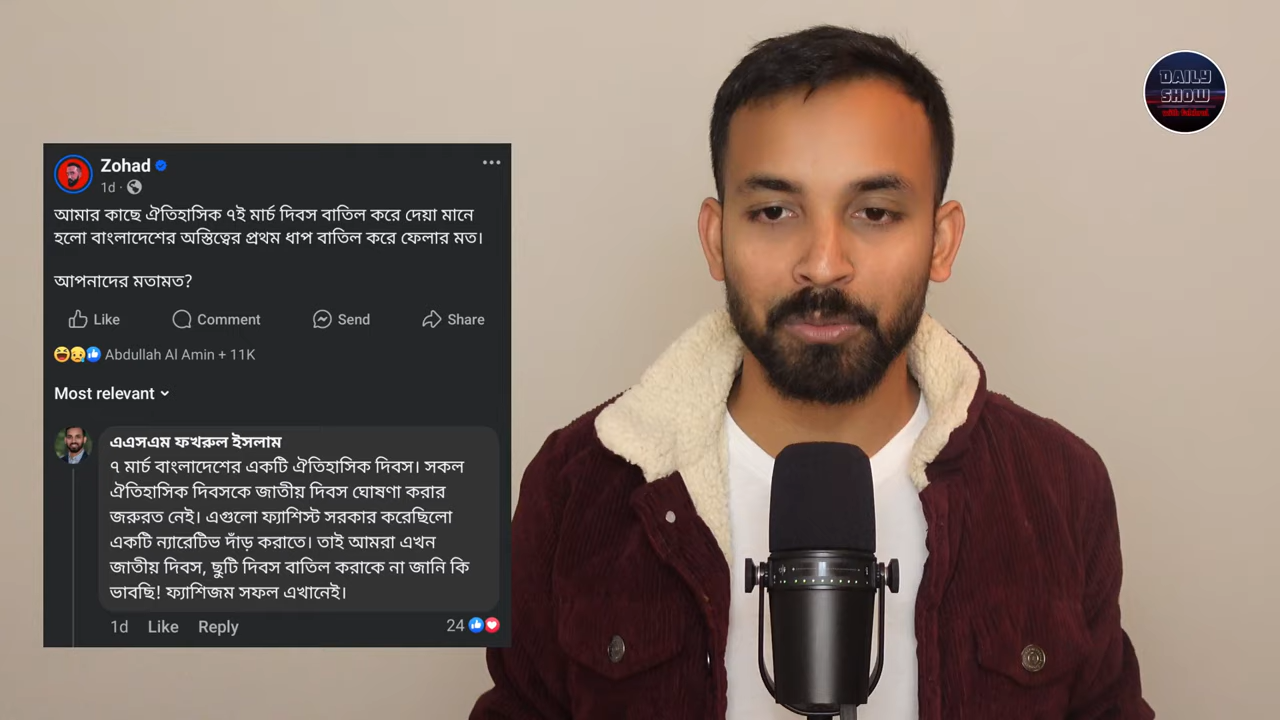 Zohad
1d
আমার কাছে ঐতিহাসিক ৭ই মার্চ দিবস বাতিল করে দেয়া মানে
হলো বাংলাদেশের অস্তিত্বের প্রথম ধাপ বাতিল করে ফেলার মত।
আপনাদের মতামত?
Like Comment Send Share
Abdullah Al Amin + 11K
Most relevant
এএসএম ফখরুল ইসলাম
৭ মার্চ বাংলাদেশের একটি ঐতিহাসিক দিবস। সকল
ঐতিহাসিক দিবসকে জাতীয় দিবস ঘোষণা করার
জরুরত নেই। এগুলো ফ্যাশিস্ট সরকার করেছিলো
একটি ন্যারেটিভ দাঁড় করাতে। তাই আমরা এখন
জাতীয় দিবস, ছুটি দিবস বাতিল করাকে না জানি কি
ভাবছি! ফ্যাশিজম সফল এখানেই।
1d Like Reply 24
DAILY
SHOW